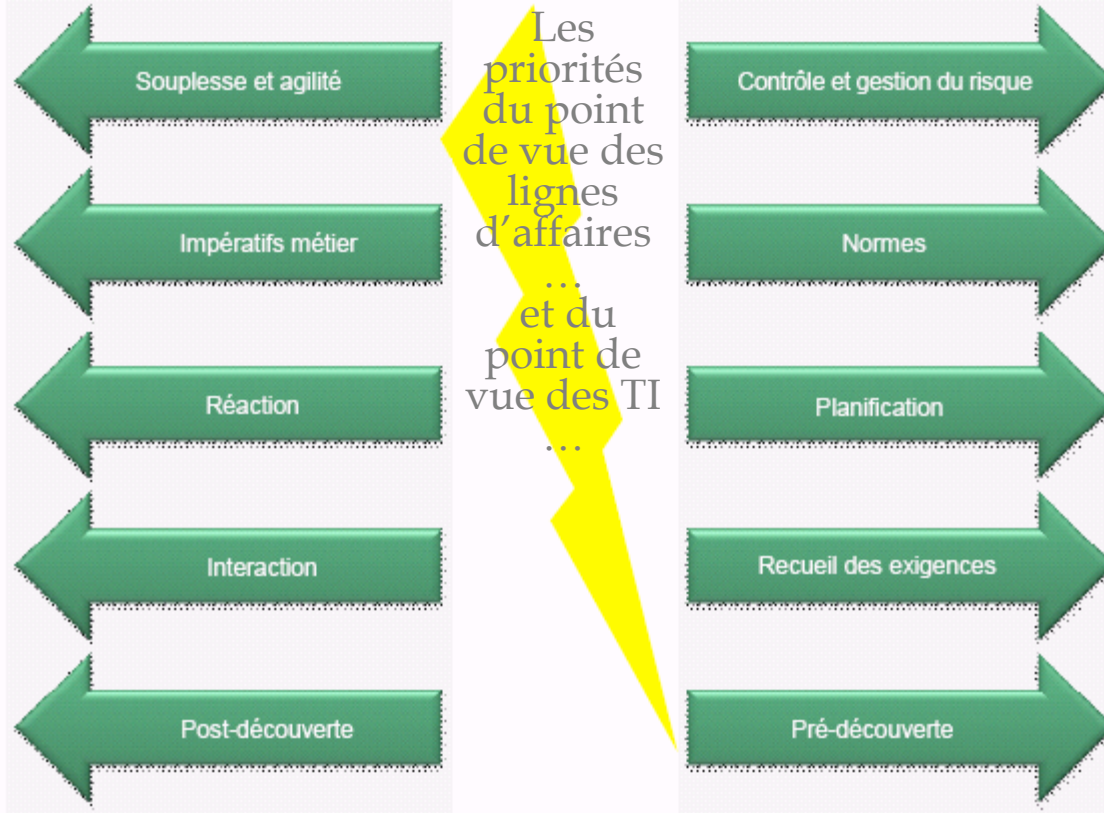 Les
priorités
du point
de vue des
lignes
d’affaires
…
et du
point de
vue des TI
…
Souplesse et agilité
Impératifs métier
Réaction
Interaction
Post-découverte
Contrôle et gestion du risque
Normes
Planification
Recueil des exigences
Pré-découverte